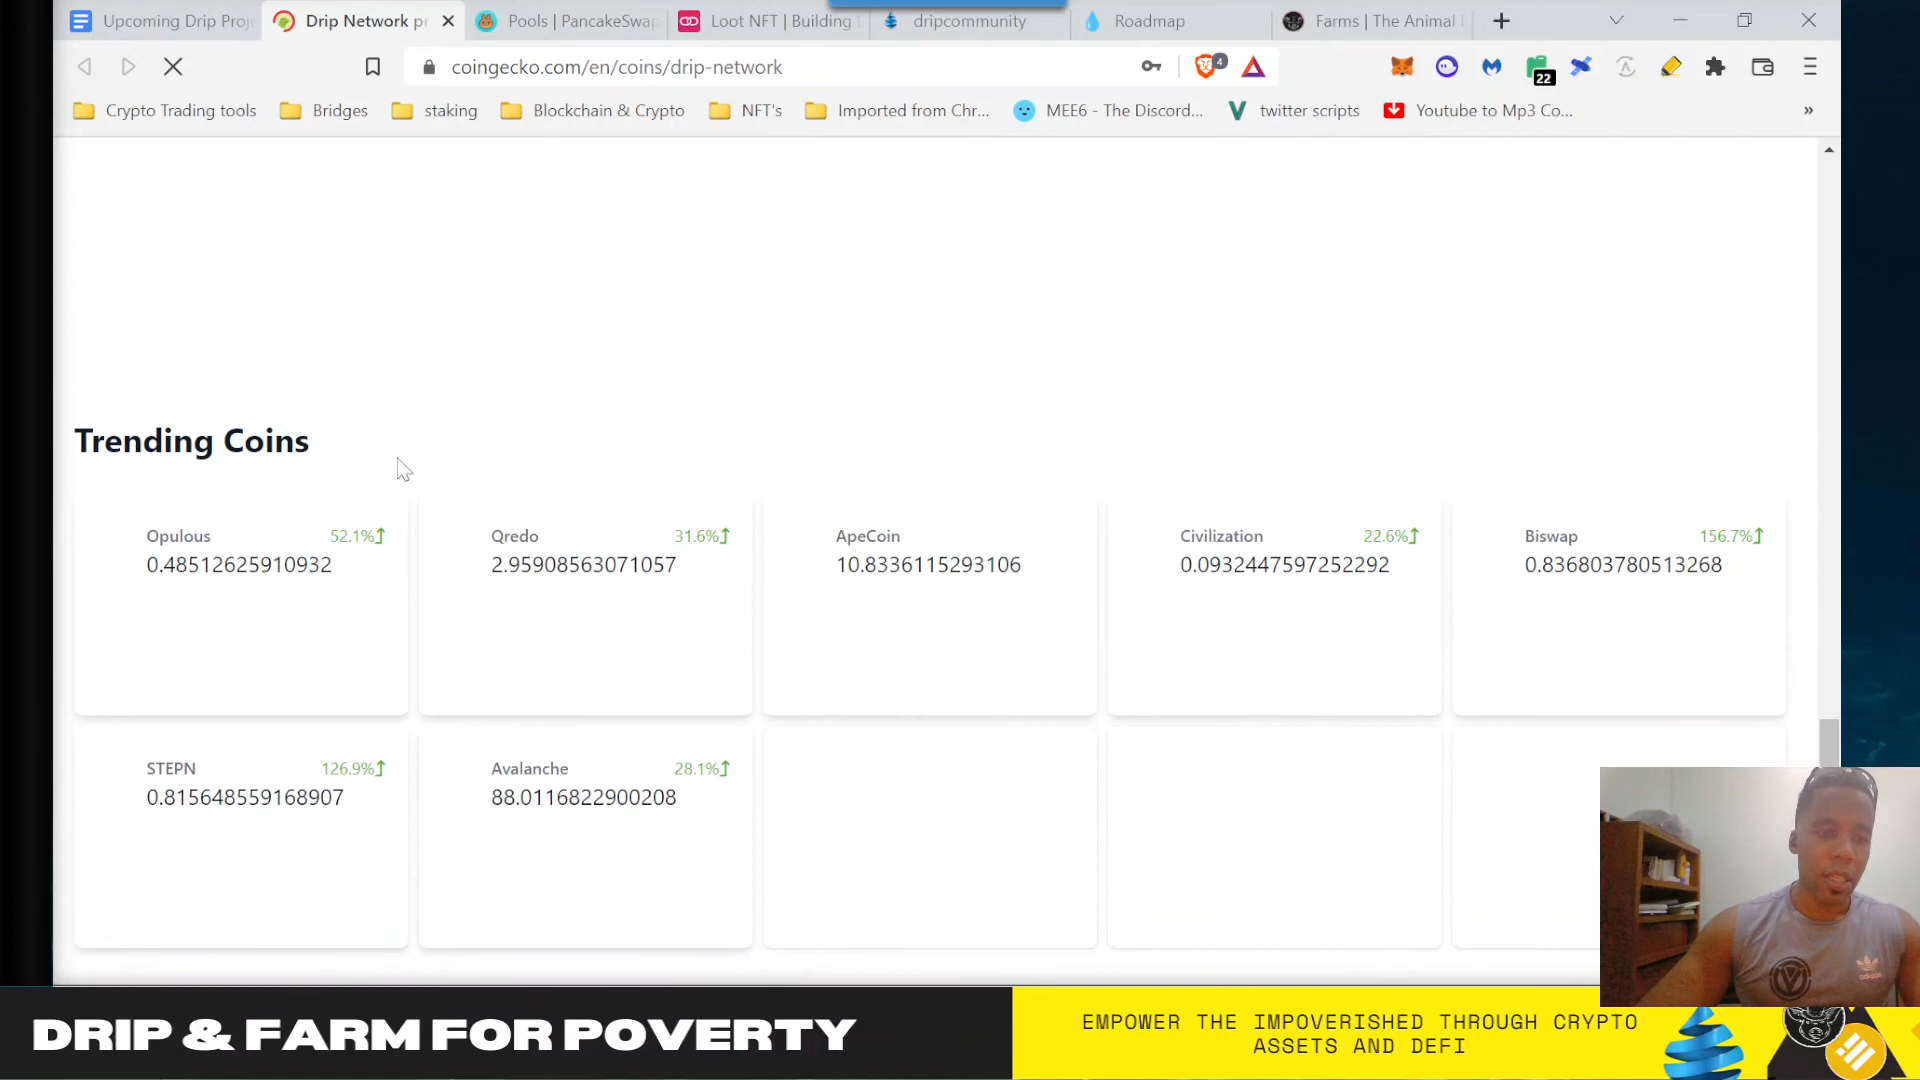 Upcoming Drip Proj
Drip Network pr
Pools | PancakeSwap
Loot NFT | Building
dripcommunity
Roadmap
Farms | The Animal
coingecko.com/en/coins/drip-network
4
22
Crypto Trading tools
Bridges
staking
Blockchain & Crypto
NFT's
Imported from Chr...
MEE6 - The Discord...
twitter scripts
Youtube to Mp3 Co...
»
Trending Coins
Opulous 52.1%
0.48512625910932
Qredo 31.6%
2.95908563071057
ApeCoin
10.8336115293106
Civilization 22.6%
0.0932447597252292
Biswap 156.7%
0.836803780513268
STEPN 126.9%
0.815648559168907
Avalanche 28.1%
88.0116822900208
DRIP & FARM FOR POVERTY
EMPOWER THE IMPOVERISHED THROUGH CRYPTO
ASSETS AND DEFI